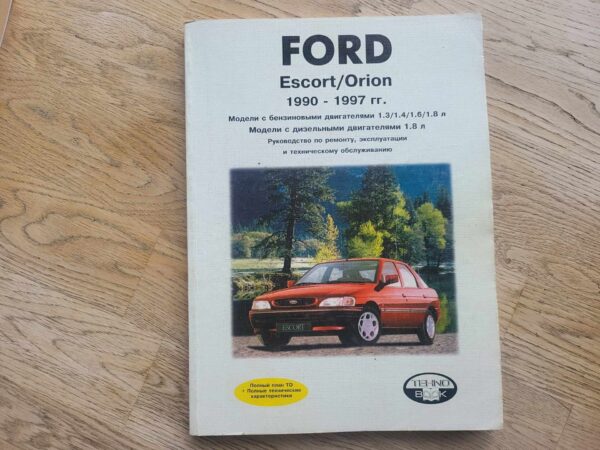 FORD
Escort/Orion
1990 - 1997 гг.
Модели с бензиновыми двигателями 1.3/1.4/1.6/1.8 л
Модели с дизельными двигателями 1.8 л
Руководство по ремонту, эксплуатации
и техническому обслуживанию
ESCORT
Полный план ТО
+ Полные технические
характеристики
TEHNO
BOOK